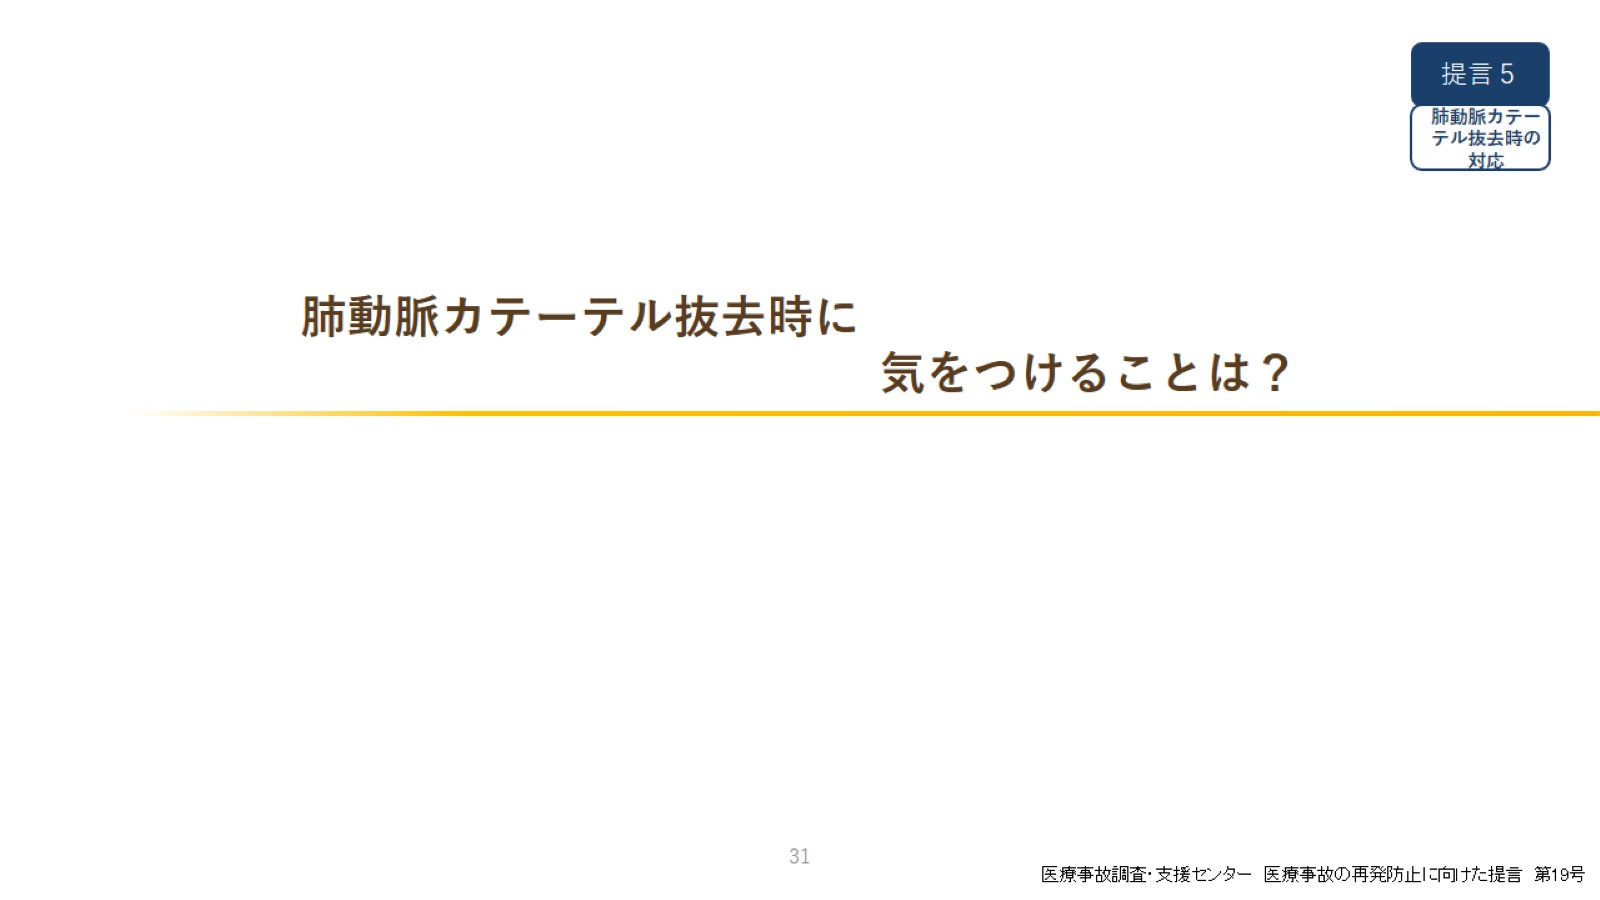 提言５
肺動脈カテー
テル抜去時の
対応
肺動脈カテーテル抜去時に
気をつけることは？
31
医療事故調査・支援センター　医療事故の再発防止に向けた提言　第19号